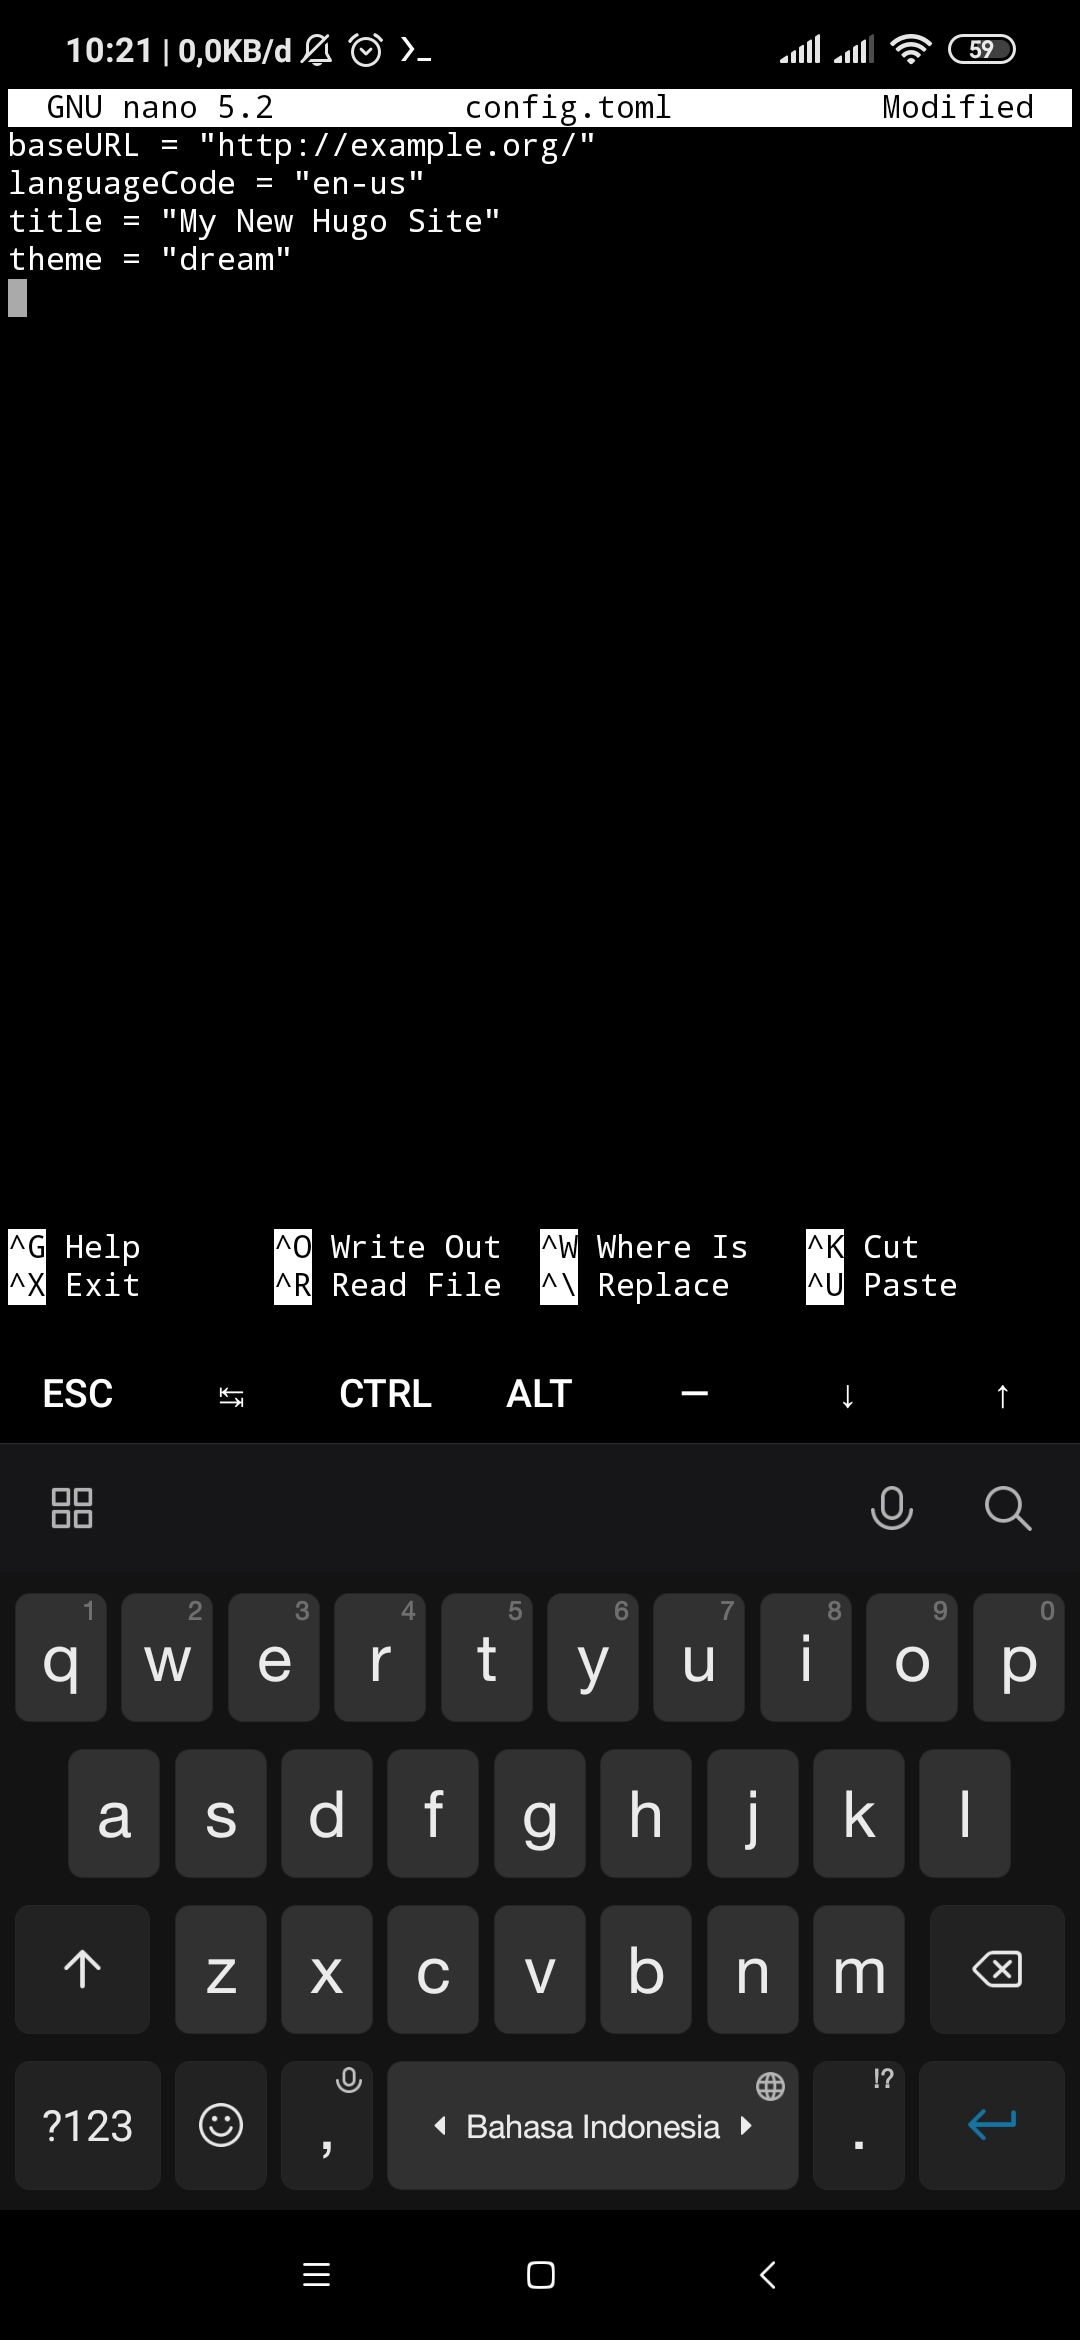 10:21 | 0,0KB/d 59
GNU nano 5.2 config.toml Modified
baseURL = "http://example.org/"
languageCode = "en-us"
title = "My New Hugo Site"
theme = "dream"
^G Help ^O Write Out ^W Where Is ^K Cut
^X Exit ^R Read File ^\ Replace ^U Paste
ESC ↹ CTRL ALT — ↓ ↑
1 2 3 4 5 6 7 8 9 0
q w e r t y u i o p
a s d f g h j k l
z x c v b n m
!?
?123 , Bahasa Indonesia .